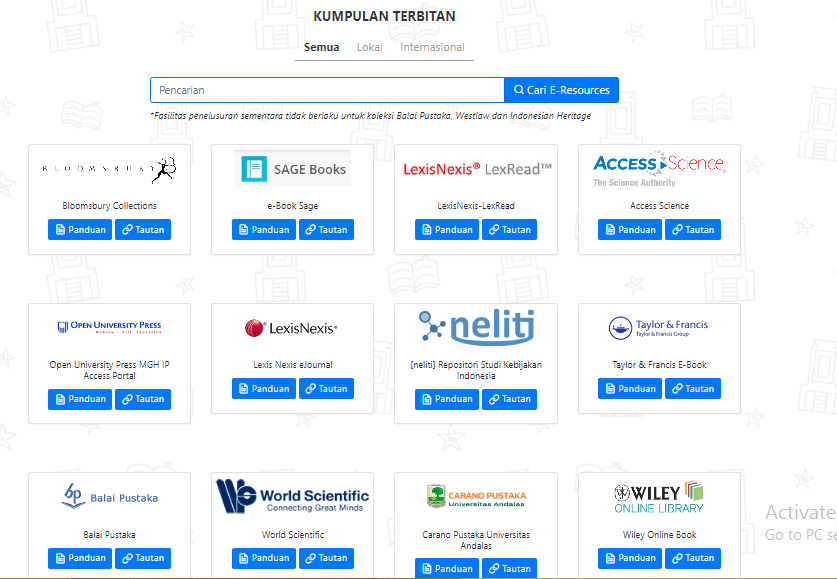 KUMPULAN TERBITAN
Semua Lokal Internasional
Pencarian Cari E-Resources
*Fasilitas penelusuran sementara tidak berlaku untuk koleksi Balai Pustaka, Westlaw dan Indonesian Heritage
BLOOMSBURY
Bloomsbury Collections
Panduan Tautan
SAGE Books
e-Book Sage
Panduan Tautan
LexisNexis® LexRead™
LexisNexis-LexRead
Panduan Tautan
ACCESS Science
The Science Authority
Access Science
Panduan Tautan
OPEN UNIVERSITY PRESS
McGraw - Hill Education
Open University Press MGH IP
Access Portal
Panduan Tautan
LexisNexis®
Lexis Nexis eJournal
Panduan Tautan
neliti
[neliti] Repositori Studi Kebijakan
Indonesia
Panduan Tautan
Taylor & Francis
Taylor & Francis Group
Taylor & Francis E-Book
Panduan Tautan
bp Balai Pustaka
Balai Pustaka
Panduan Tautan
World Scientific
Connecting Great Minds
World Scientific
Panduan Tautan
CARANO PUSTAKA
Universitas Andalas
Carano Pustaka Universitas
Andalas
Panduan Tautan
WILEY
ONLINE LIBRARY
Wiley Online Book
Panduan Tautan
Activate
Go to PC se